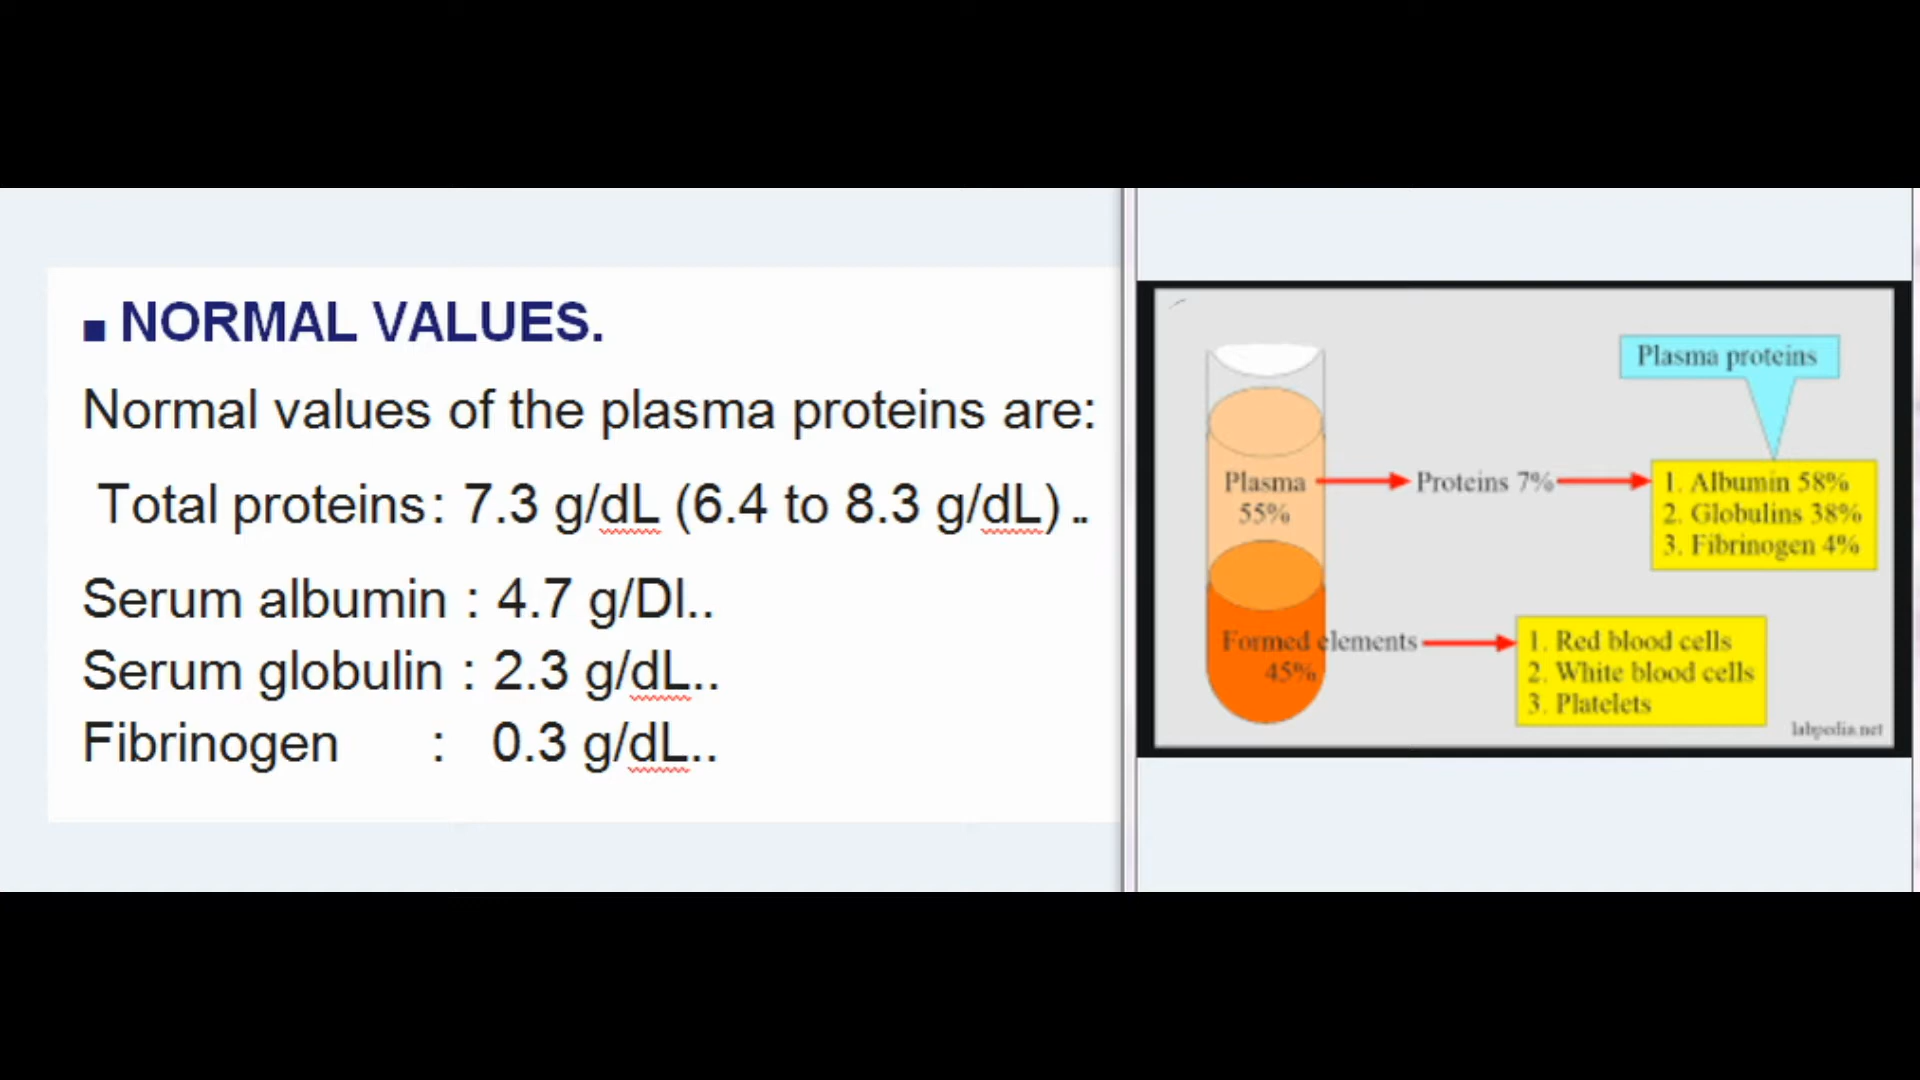 NORMAL VALUES.
Normal values of the plasma proteins are:
Total proteins: 7.3 g/dL (6.4 to 8.3 g/dL) ..
Serum albumin : 4.7 g/Dl..
Serum globulin : 2.3 g/dL..
Fibrinogen : 0.3 g/dL..
Plasma proteins
Plasma
55%
Proteins 7%
1. Albumin 58%
2. Globulins 38%
3. Fibrinogen 4%
Formed elements
45%
1. Red blood cells
2. White blood cells
3. Platelets
labpedia.net